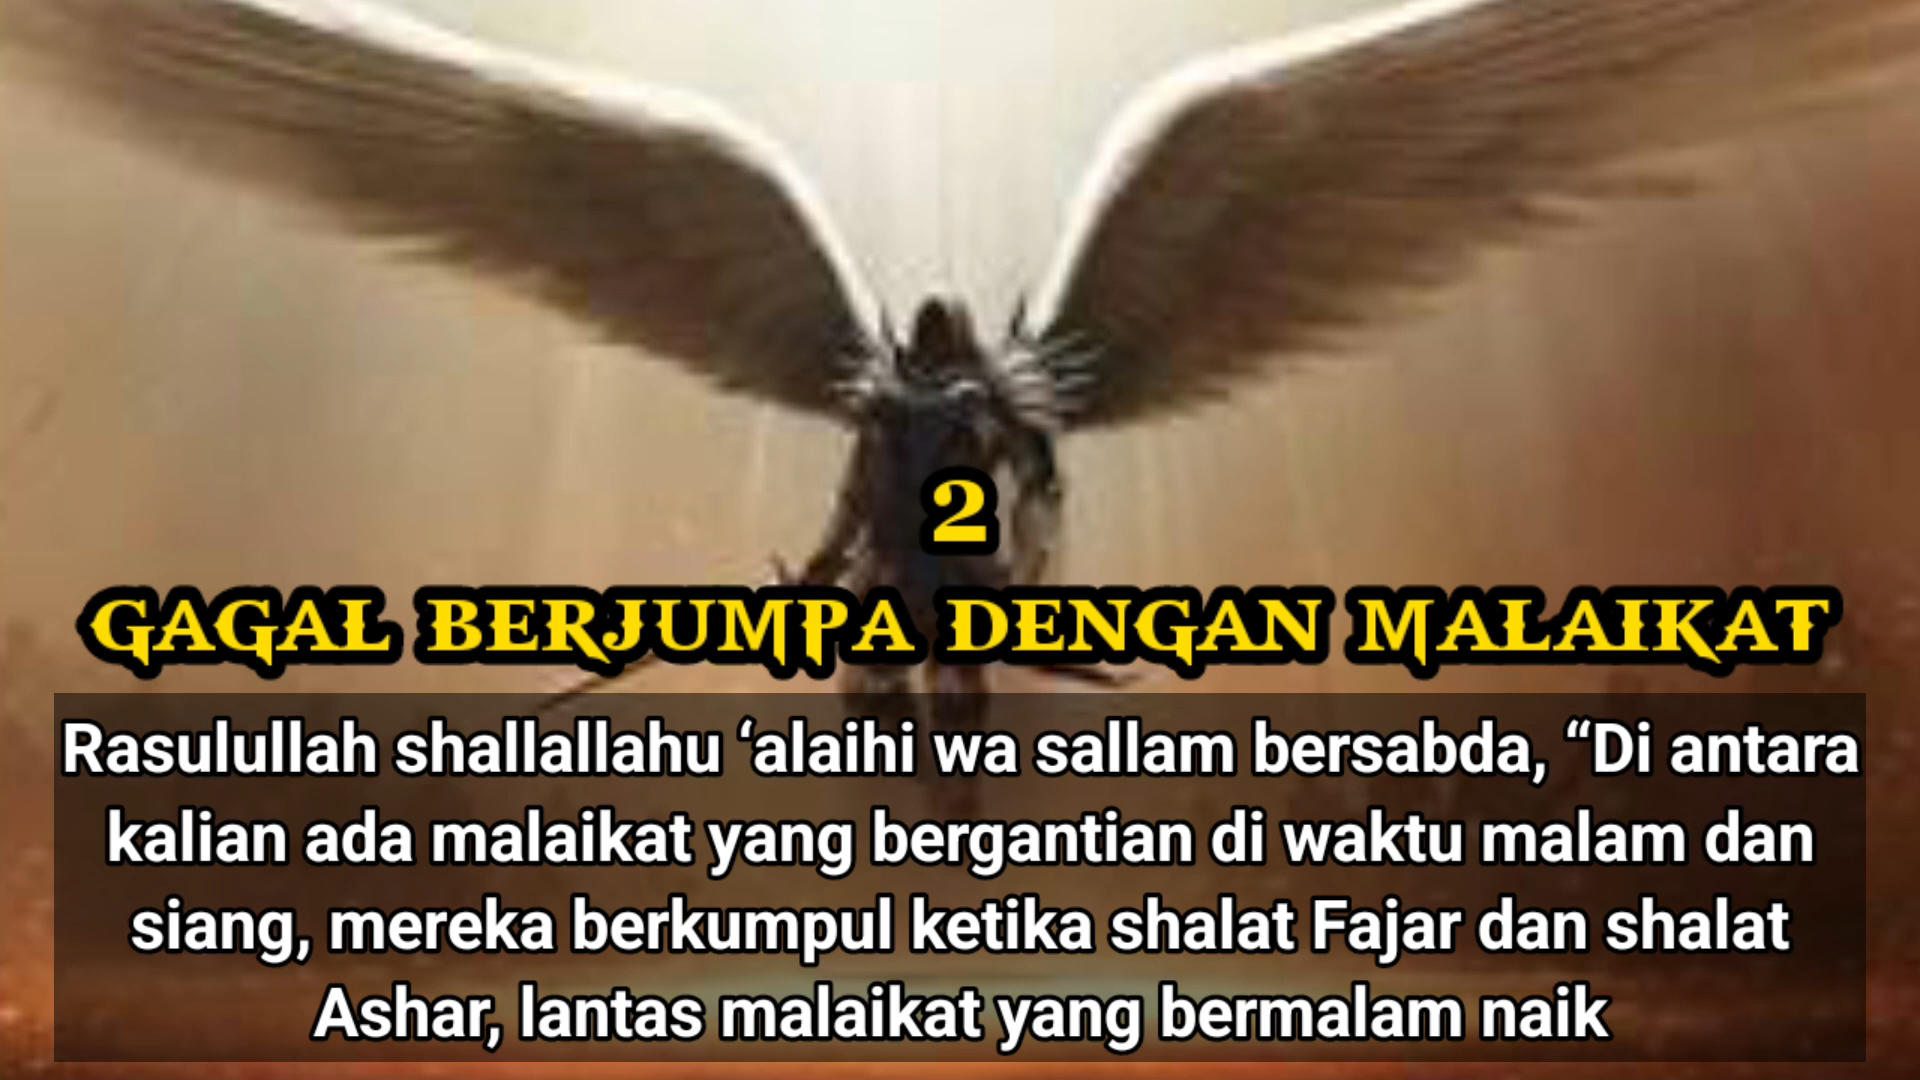 2
GAGAL BERJUMPA DENGAN MALAIKAT
Rasulullah shallallahu ‘alaihi wa sallam bersabda, “Di antara
kalian ada malaikat yang bergantian di waktu malam dan
siang, mereka berkumpul ketika shalat Fajar dan shalat
Ashar, lantas malaikat yang bermalam naik